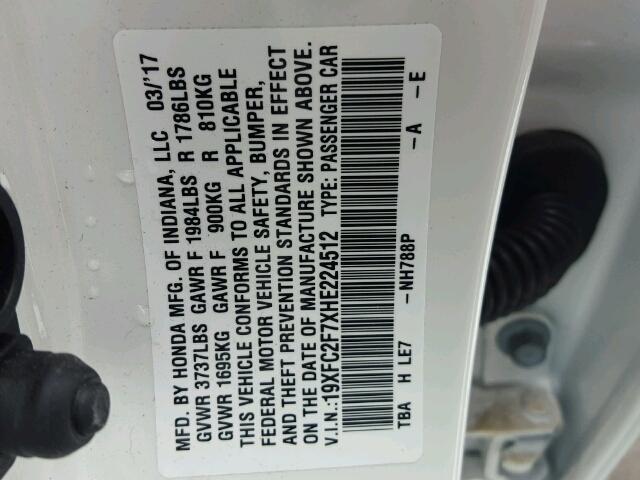 MFD. BY HONDA MFG. OF INDIANA, LLC 03/'17
GVWR 3737LBS GAWR F 1984LBS R 1786LBS
GVWR 1695KG GAWR F 900KG R 810KG
THIS VEHICLE CONFORMS TO ALL APPLICABLE
FEDERAL MOTOR VEHICLE SAFETY, BUMPER,
AND THEFT PREVENTION STANDARDS IN EFFECT
ON THE DATE OF MANUFACTURE SHOWN ABOVE.
V.I.N.:19XFC2F7XHE224512 TYPE: PASSENGER CAR
TBA H LE7 -NH788P -A -E